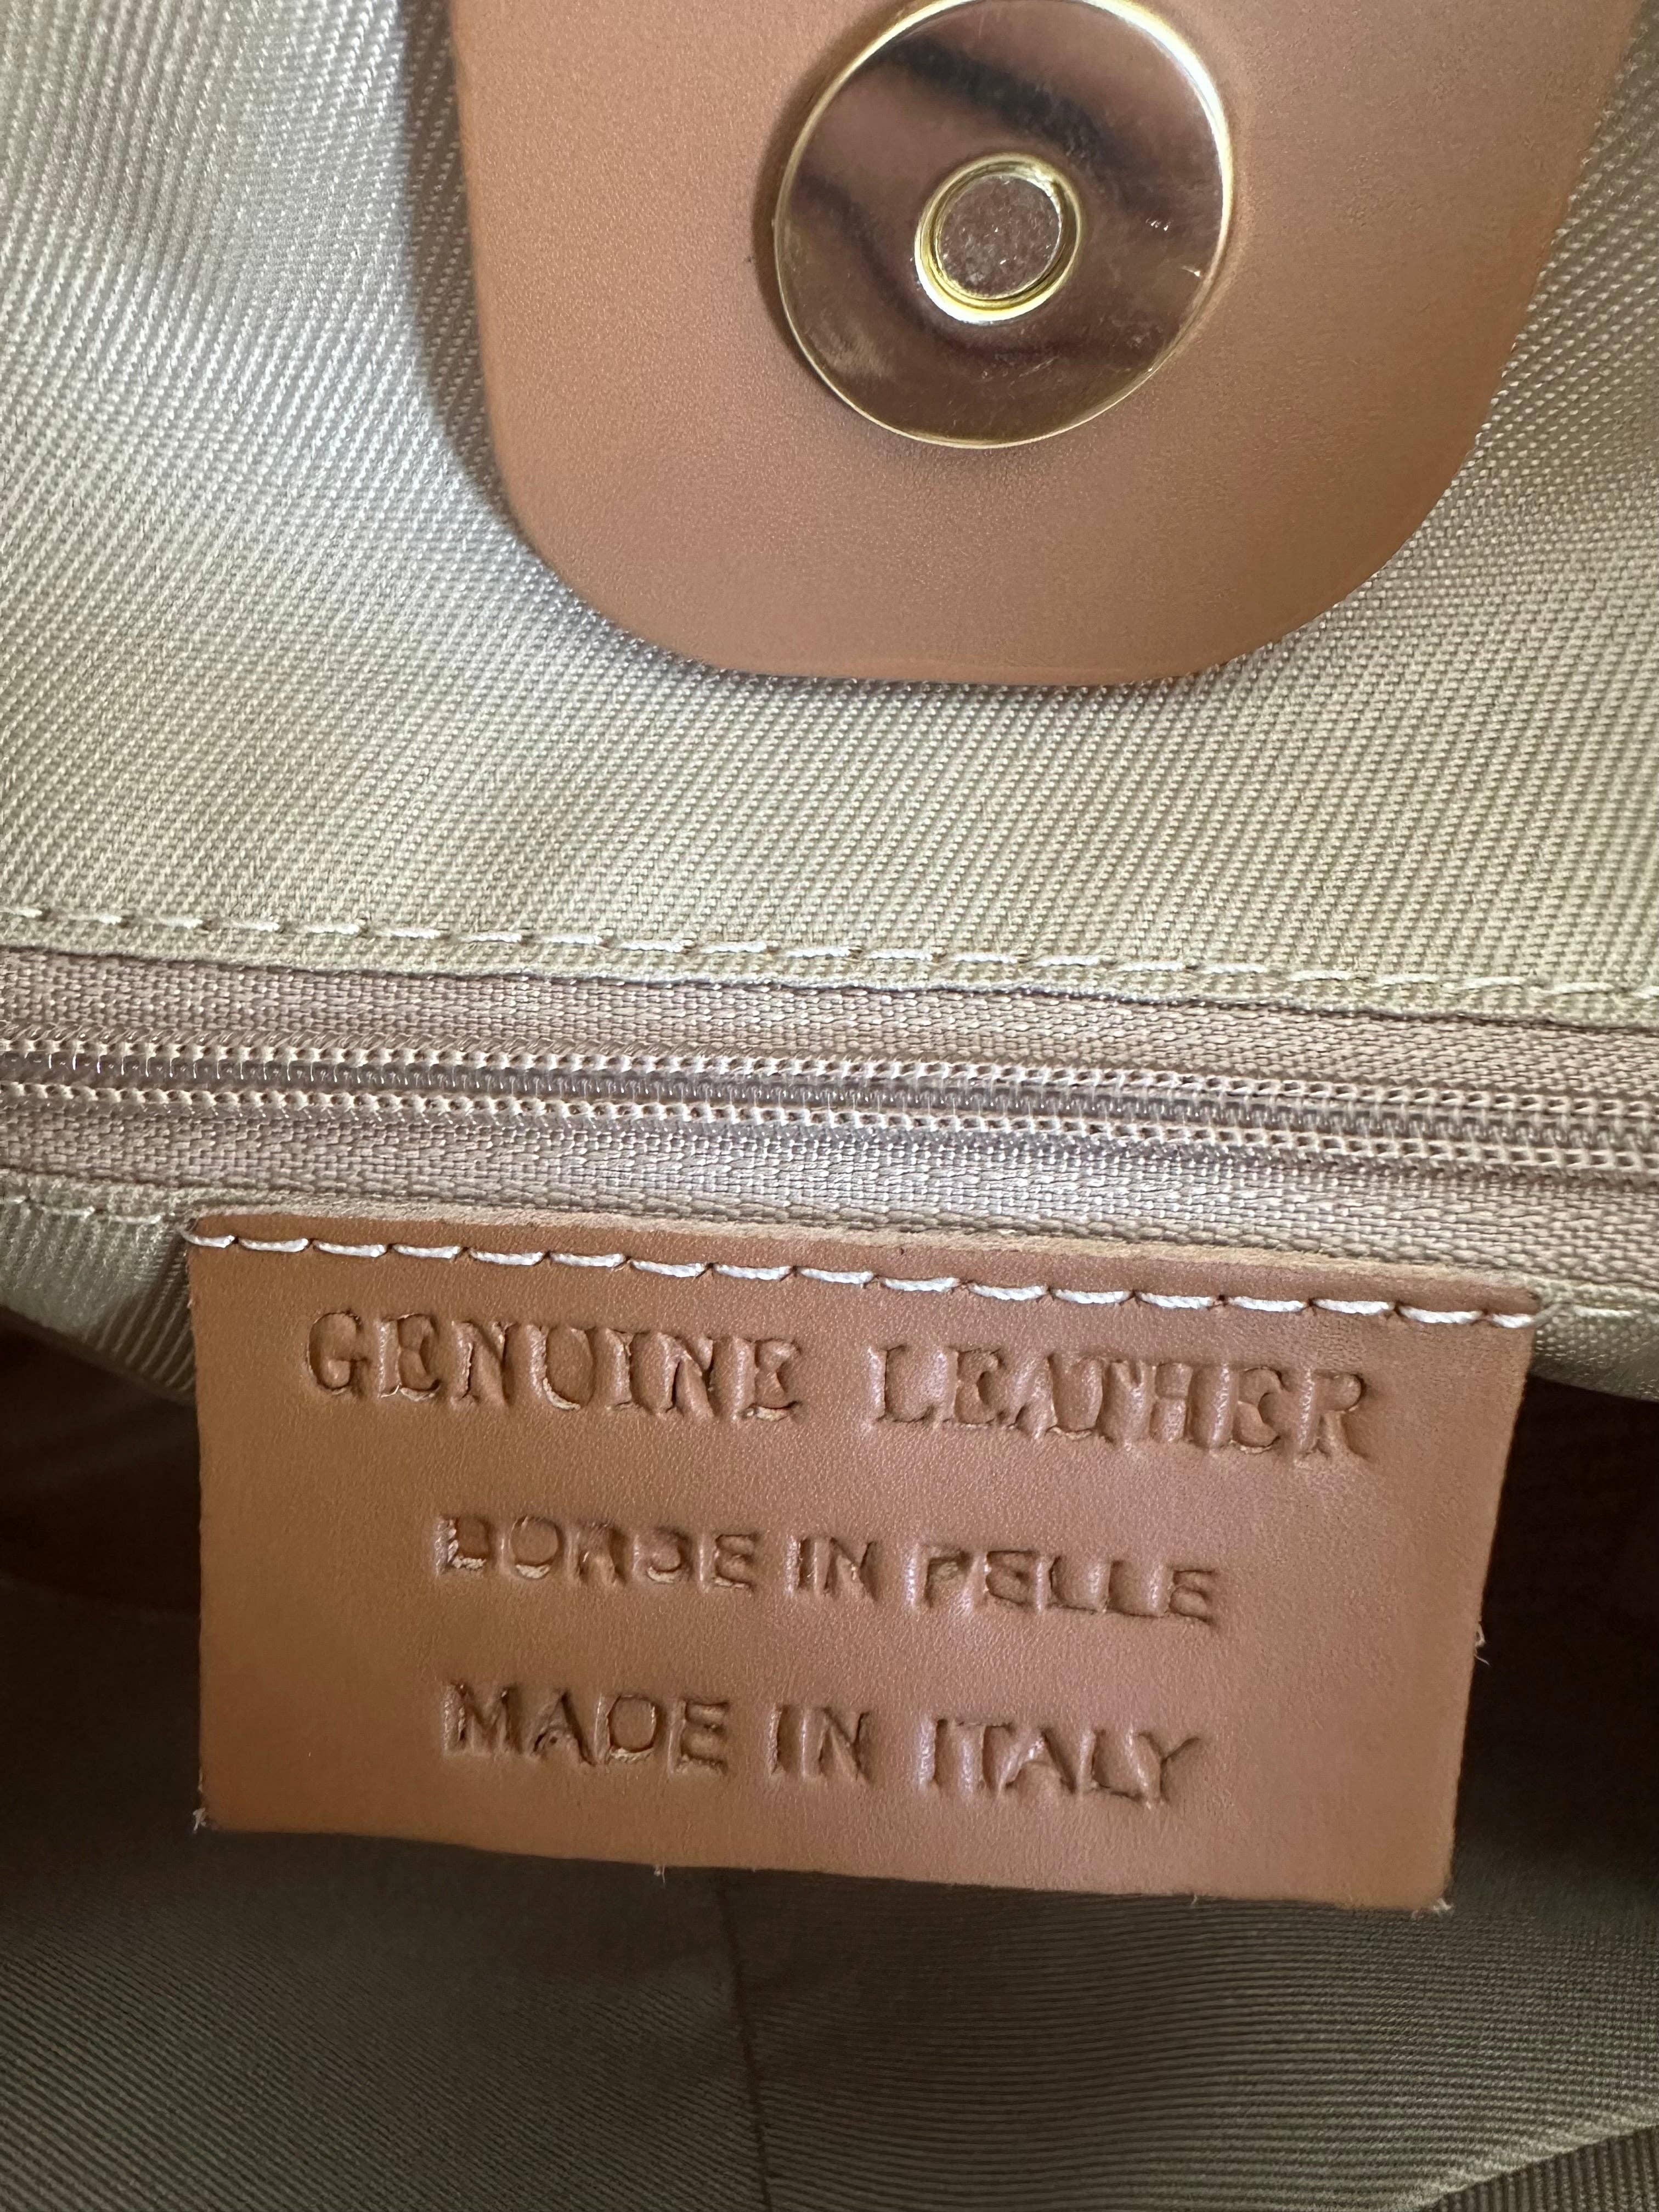 GENUINE LEATHER
BORSE IN PELLE
MADE IN ITALY